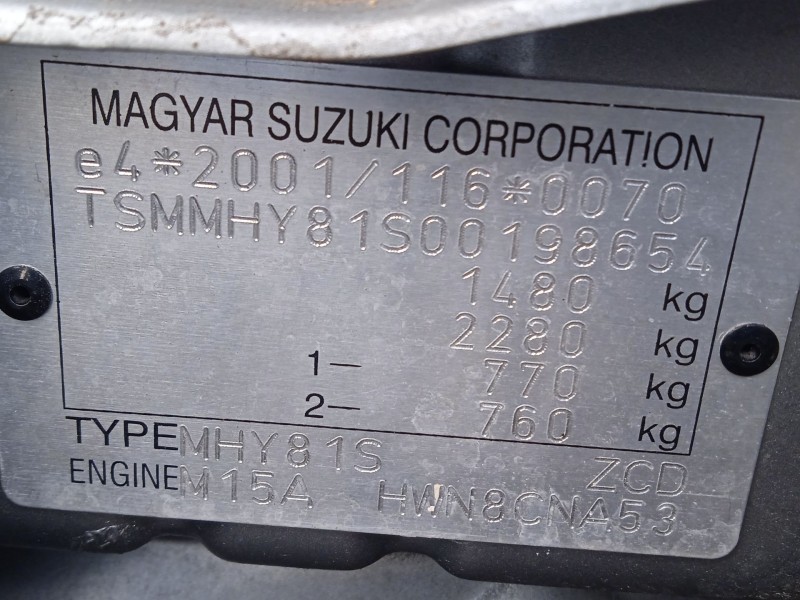 MAGYAR SUZUKI CORPORATION
e4*2001/116*0070
TSMMHY81S00198654
1480 kg
2280 kg
1- 770 kg
2- 760 kg
TYPE MHY81S ZCD
ENGINE M15A HWN8CNA53